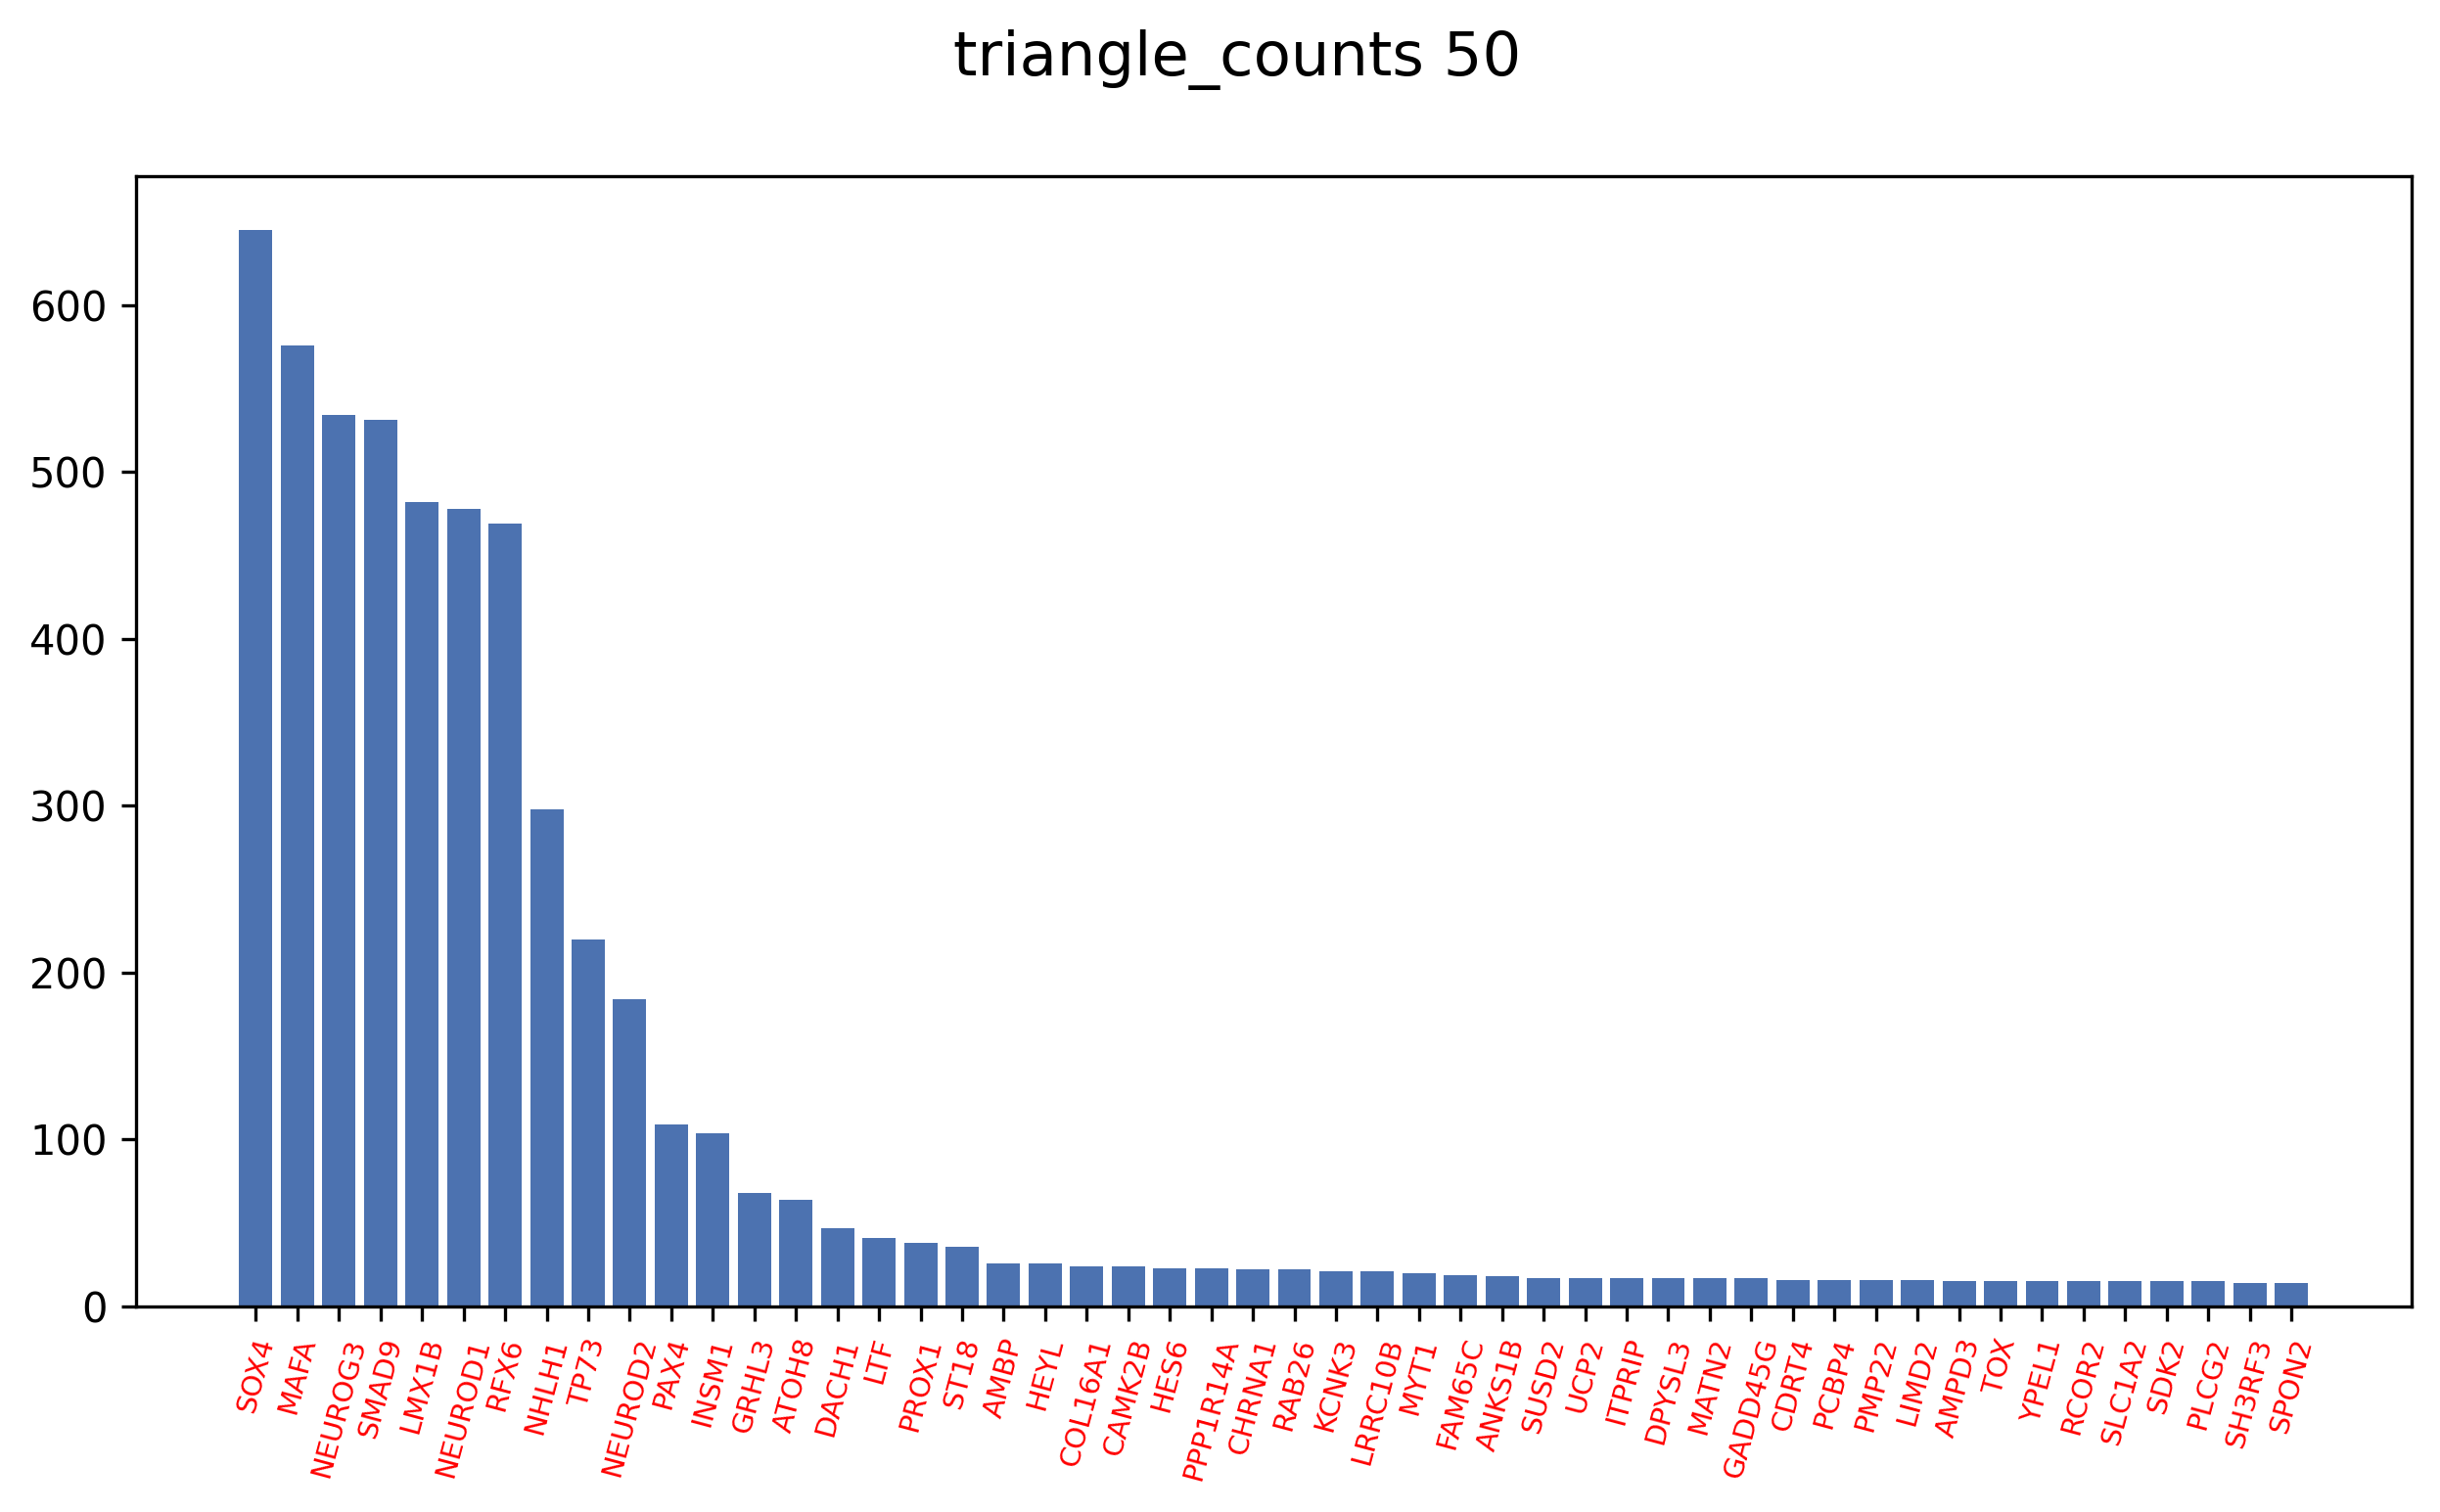 triangle_counts 50
600
500
400
300
200
100
0
SOX4
MAFA
NEUROG3
SMAD9
LMX1B
NEUROD1
RFX6
NHLH1
TP73
NEUROD2
PAX4
INSM1
GRHL3
ATOH8
DACH1
LTF
PROX1
ST18
AMBP
HEYL
COL16A1
CAMK2B
HES6
PPP1R14A
CHRNA1
RAB26
KCNK3
LRRC10B
MYT1
FAM65C
ANKS1B
SUSD2
UCP2
ITPRIP
DPYSL3
MATN2
GADD45G
CDRT4
PCBP4
PMP22
LIMD2
AMPD3
TOX
YPEL1
RCOR2
SLC1A2
SDK2
PLCG2
SH3RF3
SPON2